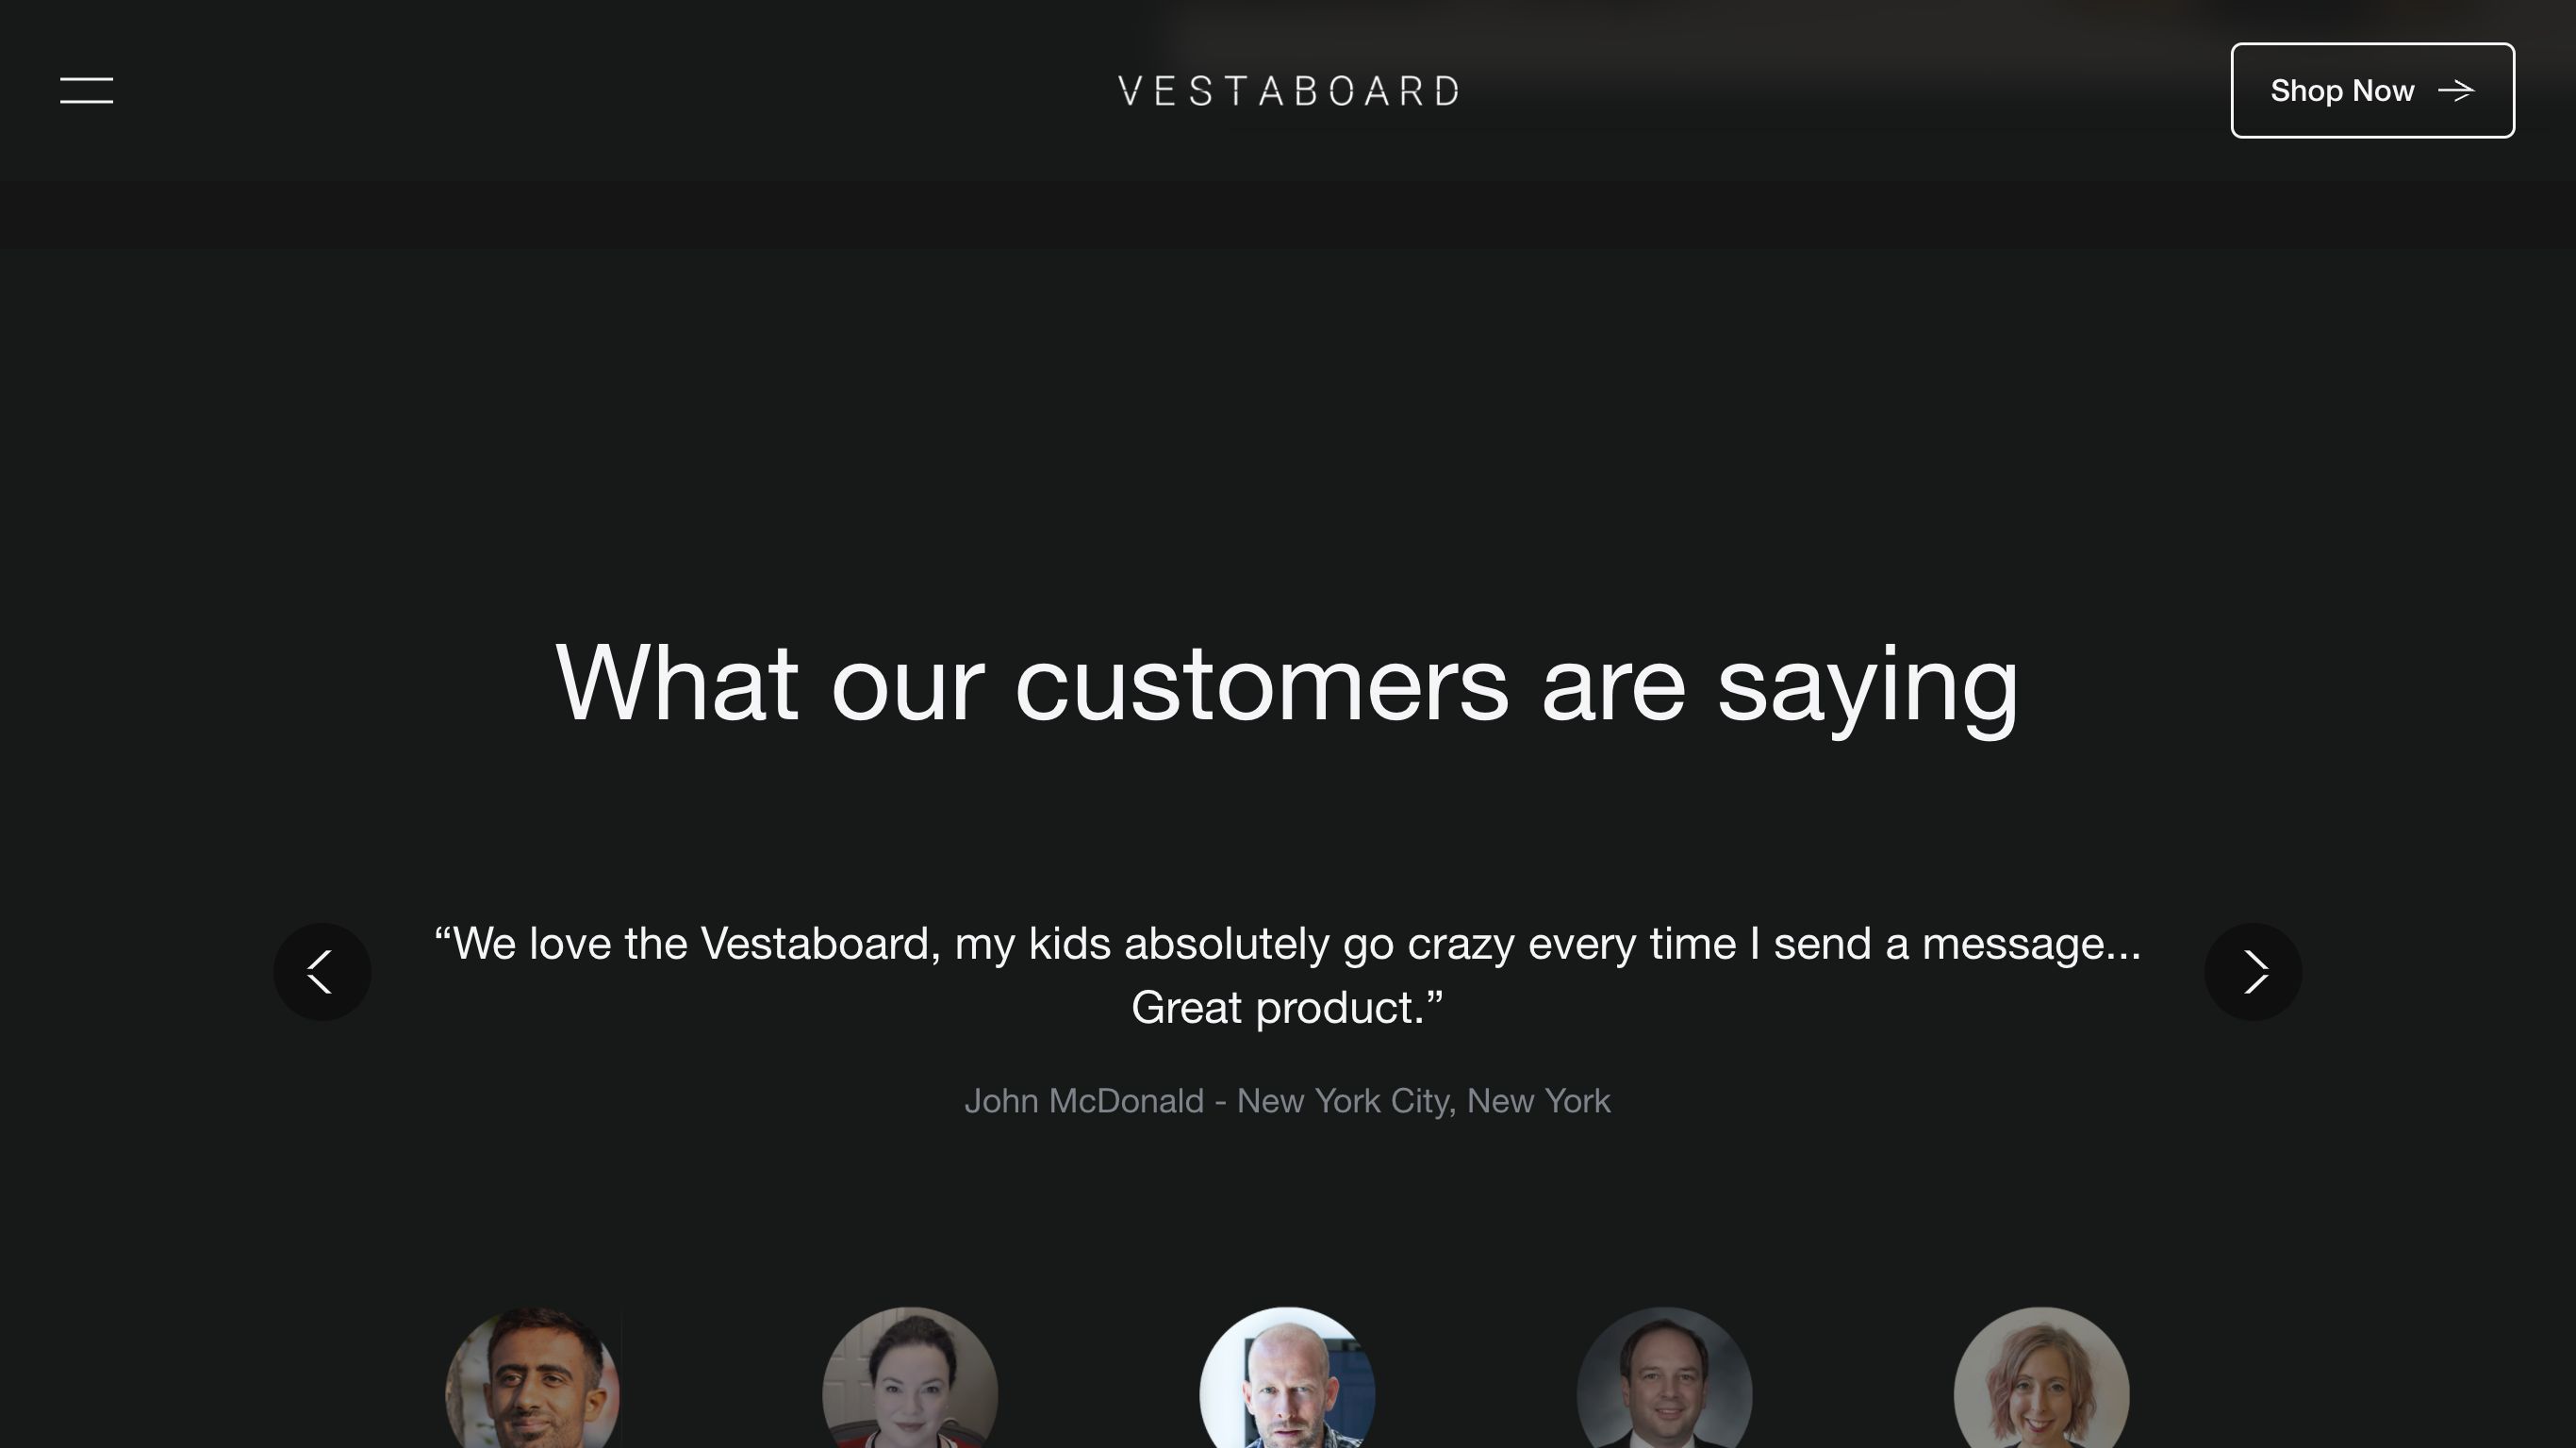 VESTABOARD
Shop Now
What our customers are saying
“We love the Vestaboard, my kids absolutely go crazy every time I send a message...
Great product.”
John McDonald - New York City, New York